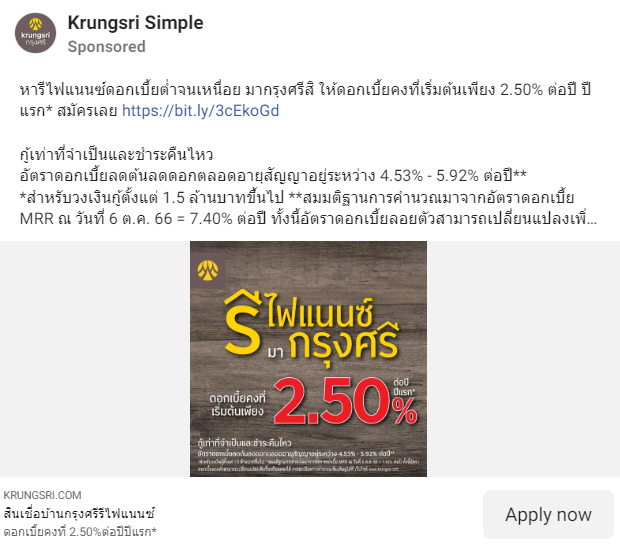 krungsri
กรุงศรี
Krungsri Simple
Sponsored
หารีไฟแนนซ์ดอกเบี้ยต่ำจนเหนื่อย มากรุงศรีสิ ให้ดอกเบี้ยคงที่เริ่มต้นเพียง 2.50% ต่อปี ปี
แรก* สมัครเลย https://bit.ly/3cEkoGd
กู้เท่าที่จำเป็นและชำระคืนไหว
อัตราดอกเบี้ยลดต้นลดดอกตลอดอายุสัญญาอยู่ระหว่าง 4.53% - 5.92% ต่อปี**
*สำหรับวงเงินกู้ตั้งแต่ 1.5 ล้านบาทขึ้นไป **สมมติฐานการคำนวณมาจากอัตราดอกเบี้ย
MRR ณ วันที่ 6 ต.ค. 66 = 7.40% ต่อปี ทั้งนี้อัตราดอกเบี้ยลอยตัวสามารถเปลี่ยนแปลงเพิ่...
รีไฟแนนซ์
มา กรุงศรี
ดอกเบี้ยคงที่
เริ่มต้นเพียง
2.50%
ต่อปี
ปีแรก*
กู้เท่าที่จำเป็นและชำระคืนไหว
อัตราดอกเบี้ยลดต้นลดดอกตลอดอายุสัญญาอยู่ระหว่าง 4.53% - 5.92% ต่อปี**
KRUNGSRI.COM
สินเชื่อบ้านกรุงศรีรีไฟแนนซ์
ดอกเบี้ยคงที่ 2.50%ต่อปีปีแรก*
Apply now